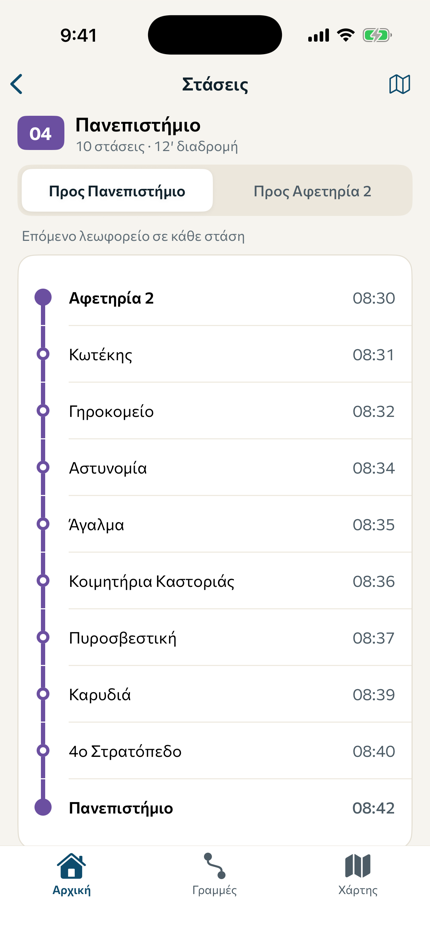 9:41
Στάσεις
04
Πανεπιστήμιο
10 στάσεις · 12' διαδρομή
Προς Πανεπιστήμιο
Προς Αφετηρία 2
Επόμενο λεωφορείο σε κάθε στάση
Αφετηρία 2 08:30
Κωτέκης 08:31
Γηροκομείο 08:32
Αστυνομία 08:34
Άγαλμα 08:35
Κοιμητήρια Καστοριάς 08:36
Πυροσβεστική 08:37
Καρυδιά 08:39
4ο Στρατόπεδο 08:40
Πανεπιστήμιο 08:42
Αρχική
Γραμμές
Χάρτης